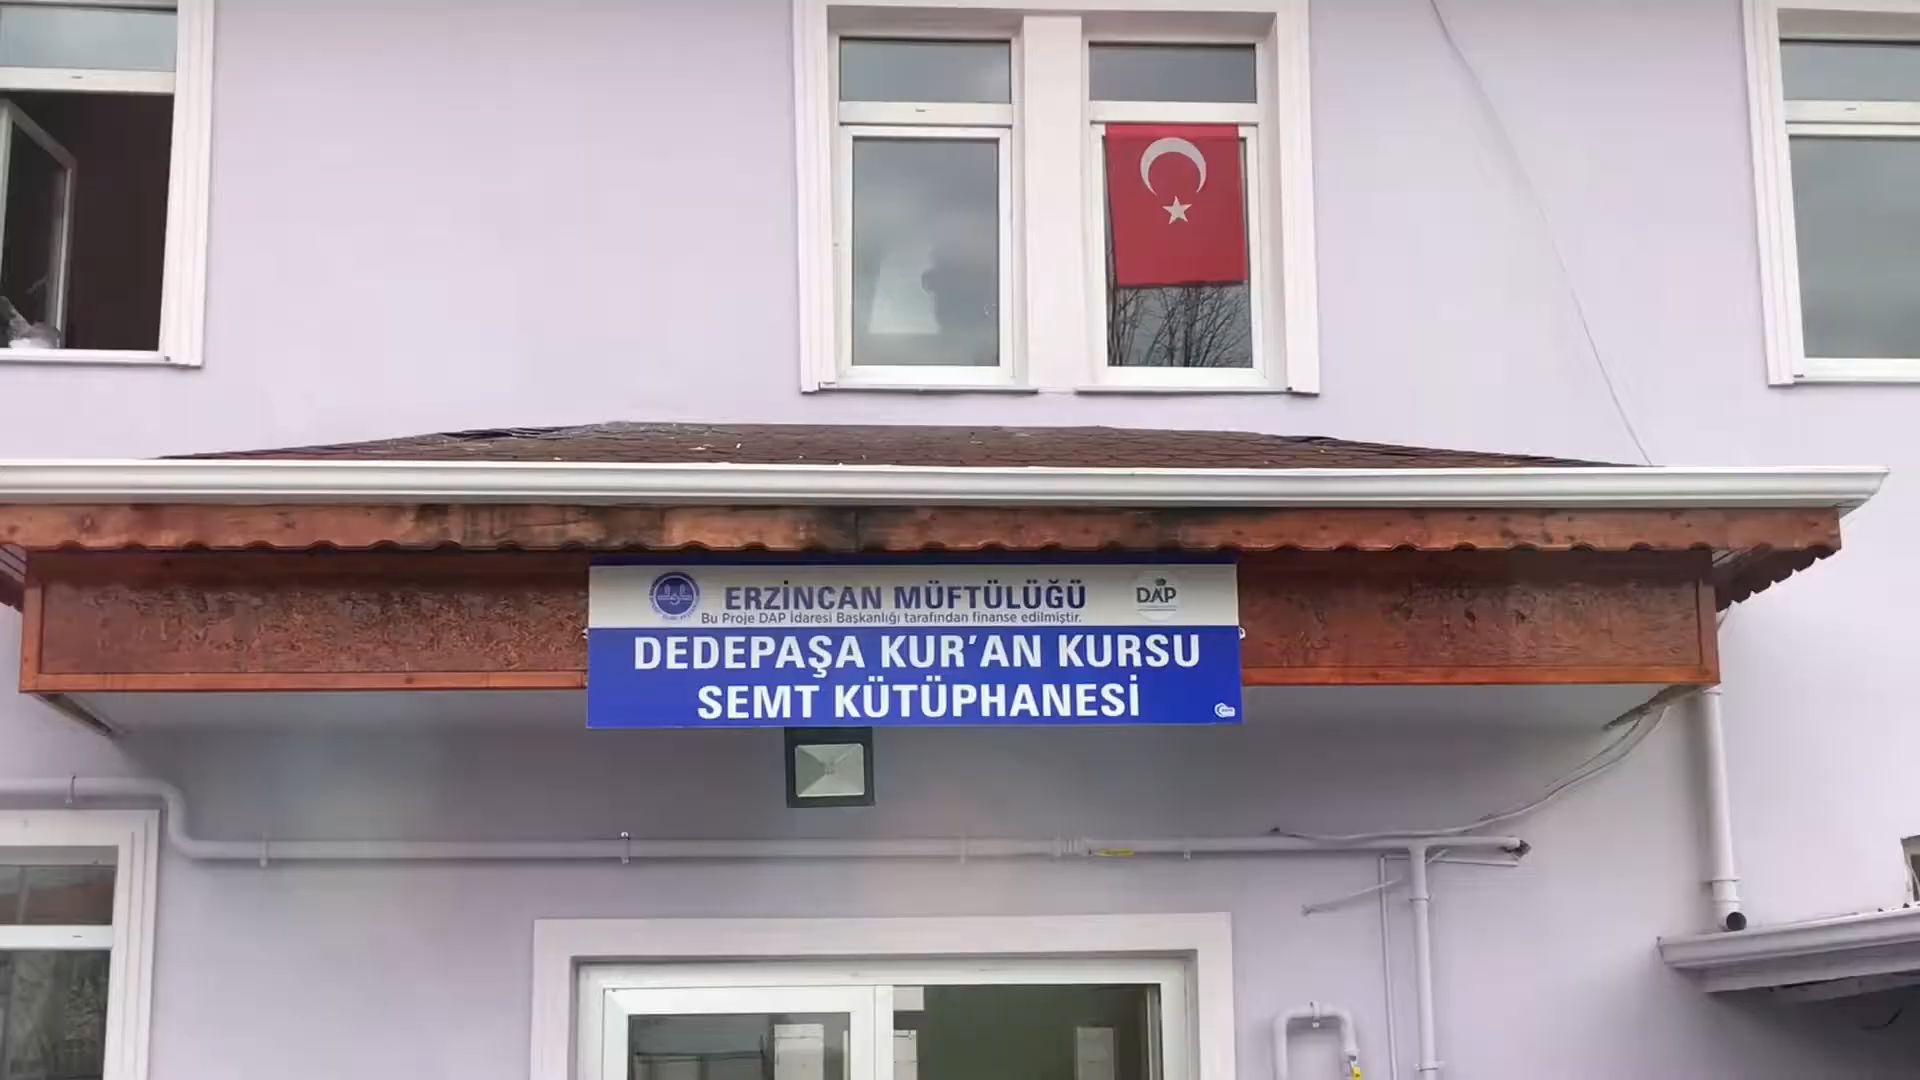 ERZİNCAN MÜFTÜLÜĞÜ
DAP
Bu Proje DAP İdaresi Başkanlığı tarafından finanse edilmiştir.
DEDEPAŞA KUR'AN KURSU
SEMT KÜTÜPHANESİ